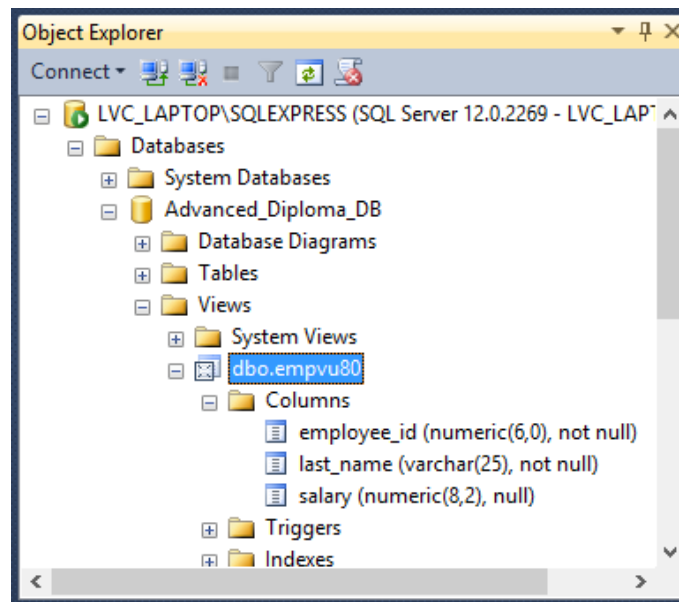 Object Explorer
Connect
LVC_LAPTOP\SQLEXPRESS (SQL Server 12.0.2269 - LVC_LAPT
Databases
System Databases
Advanced_Diploma_DB
Database Diagrams
Tables
Views
System Views
dbo.empvu80
Columns
employee_id (numeric(6,0), not null)
last_name (varchar(25), not null)
salary (numeric(8,2), null)
Triggers
Indexes